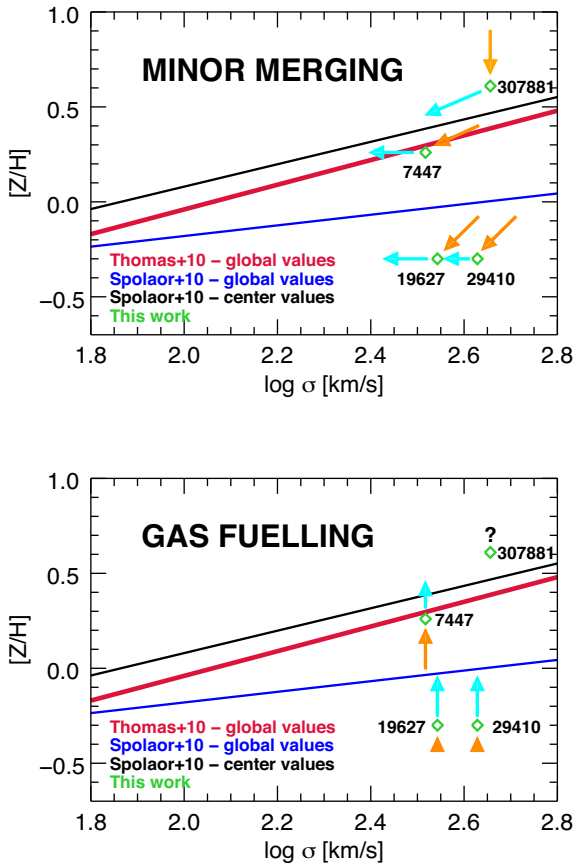 MINOR MERGING
1.0
0.5
0.0
−0.5
[Z/H]
307881
7447
19627
29410
Thomas+10 − global values
Spolaor+10 − global values
Spolaor+10 − center values
This work
1.8 2.0 2.2 2.4 2.6 2.8
log σ [km/s]
GAS FUELLING
1.0
0.5
0.0
−0.5
[Z/H]
?
307881
7447
19627
29410
Thomas+10 − global values
Spolaor+10 − global values
Spolaor+10 − center values
This work
1.8 2.0 2.2 2.4 2.6 2.8
log σ [km/s]